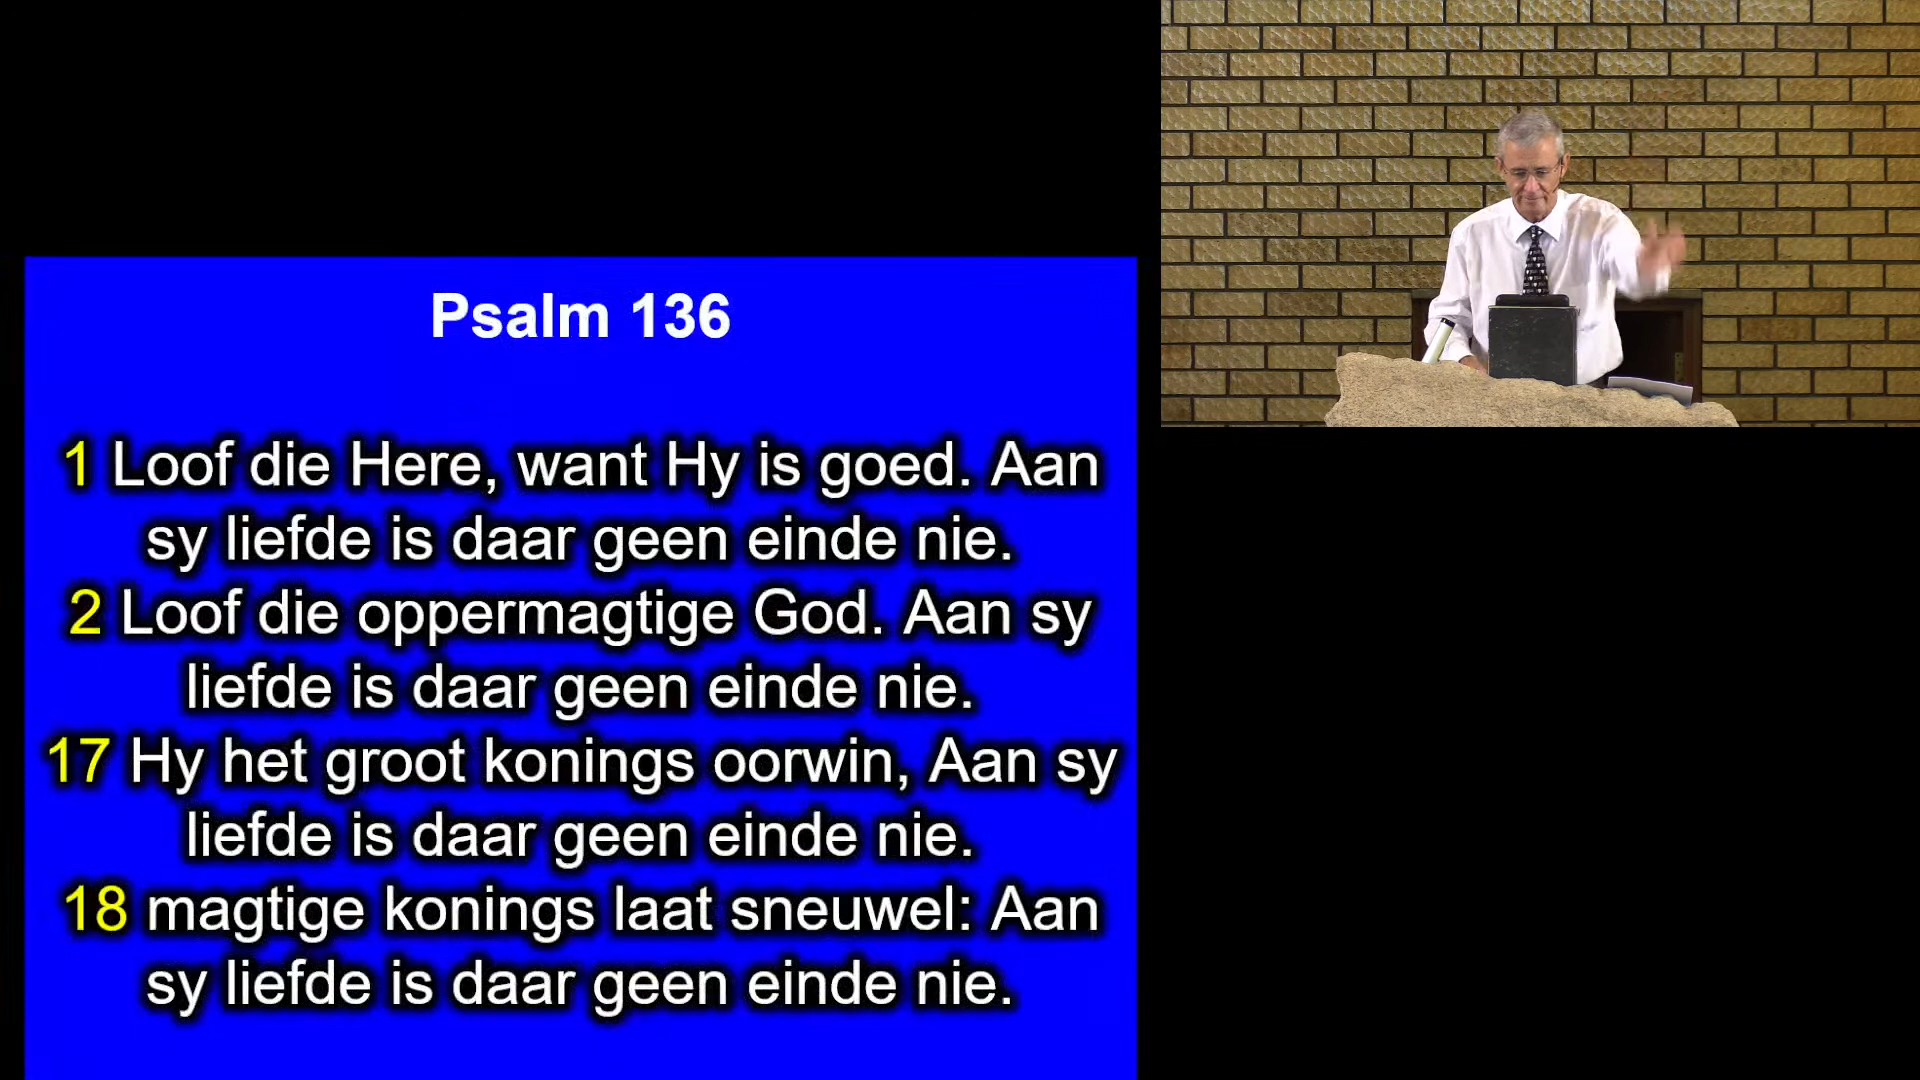 Psalm 136
1 Loof die Here, want Hy is goed. Aan
sy liefde is daar geen einde nie.
2 Loof die oppermagtige God. Aan sy
liefde is daar geen einde nie.
17 Hy het groot konings oorwin, Aan sy
liefde is daar geen einde nie.
18 magtige konings laat sneuwel: Aan
sy liefde is daar geen einde nie.